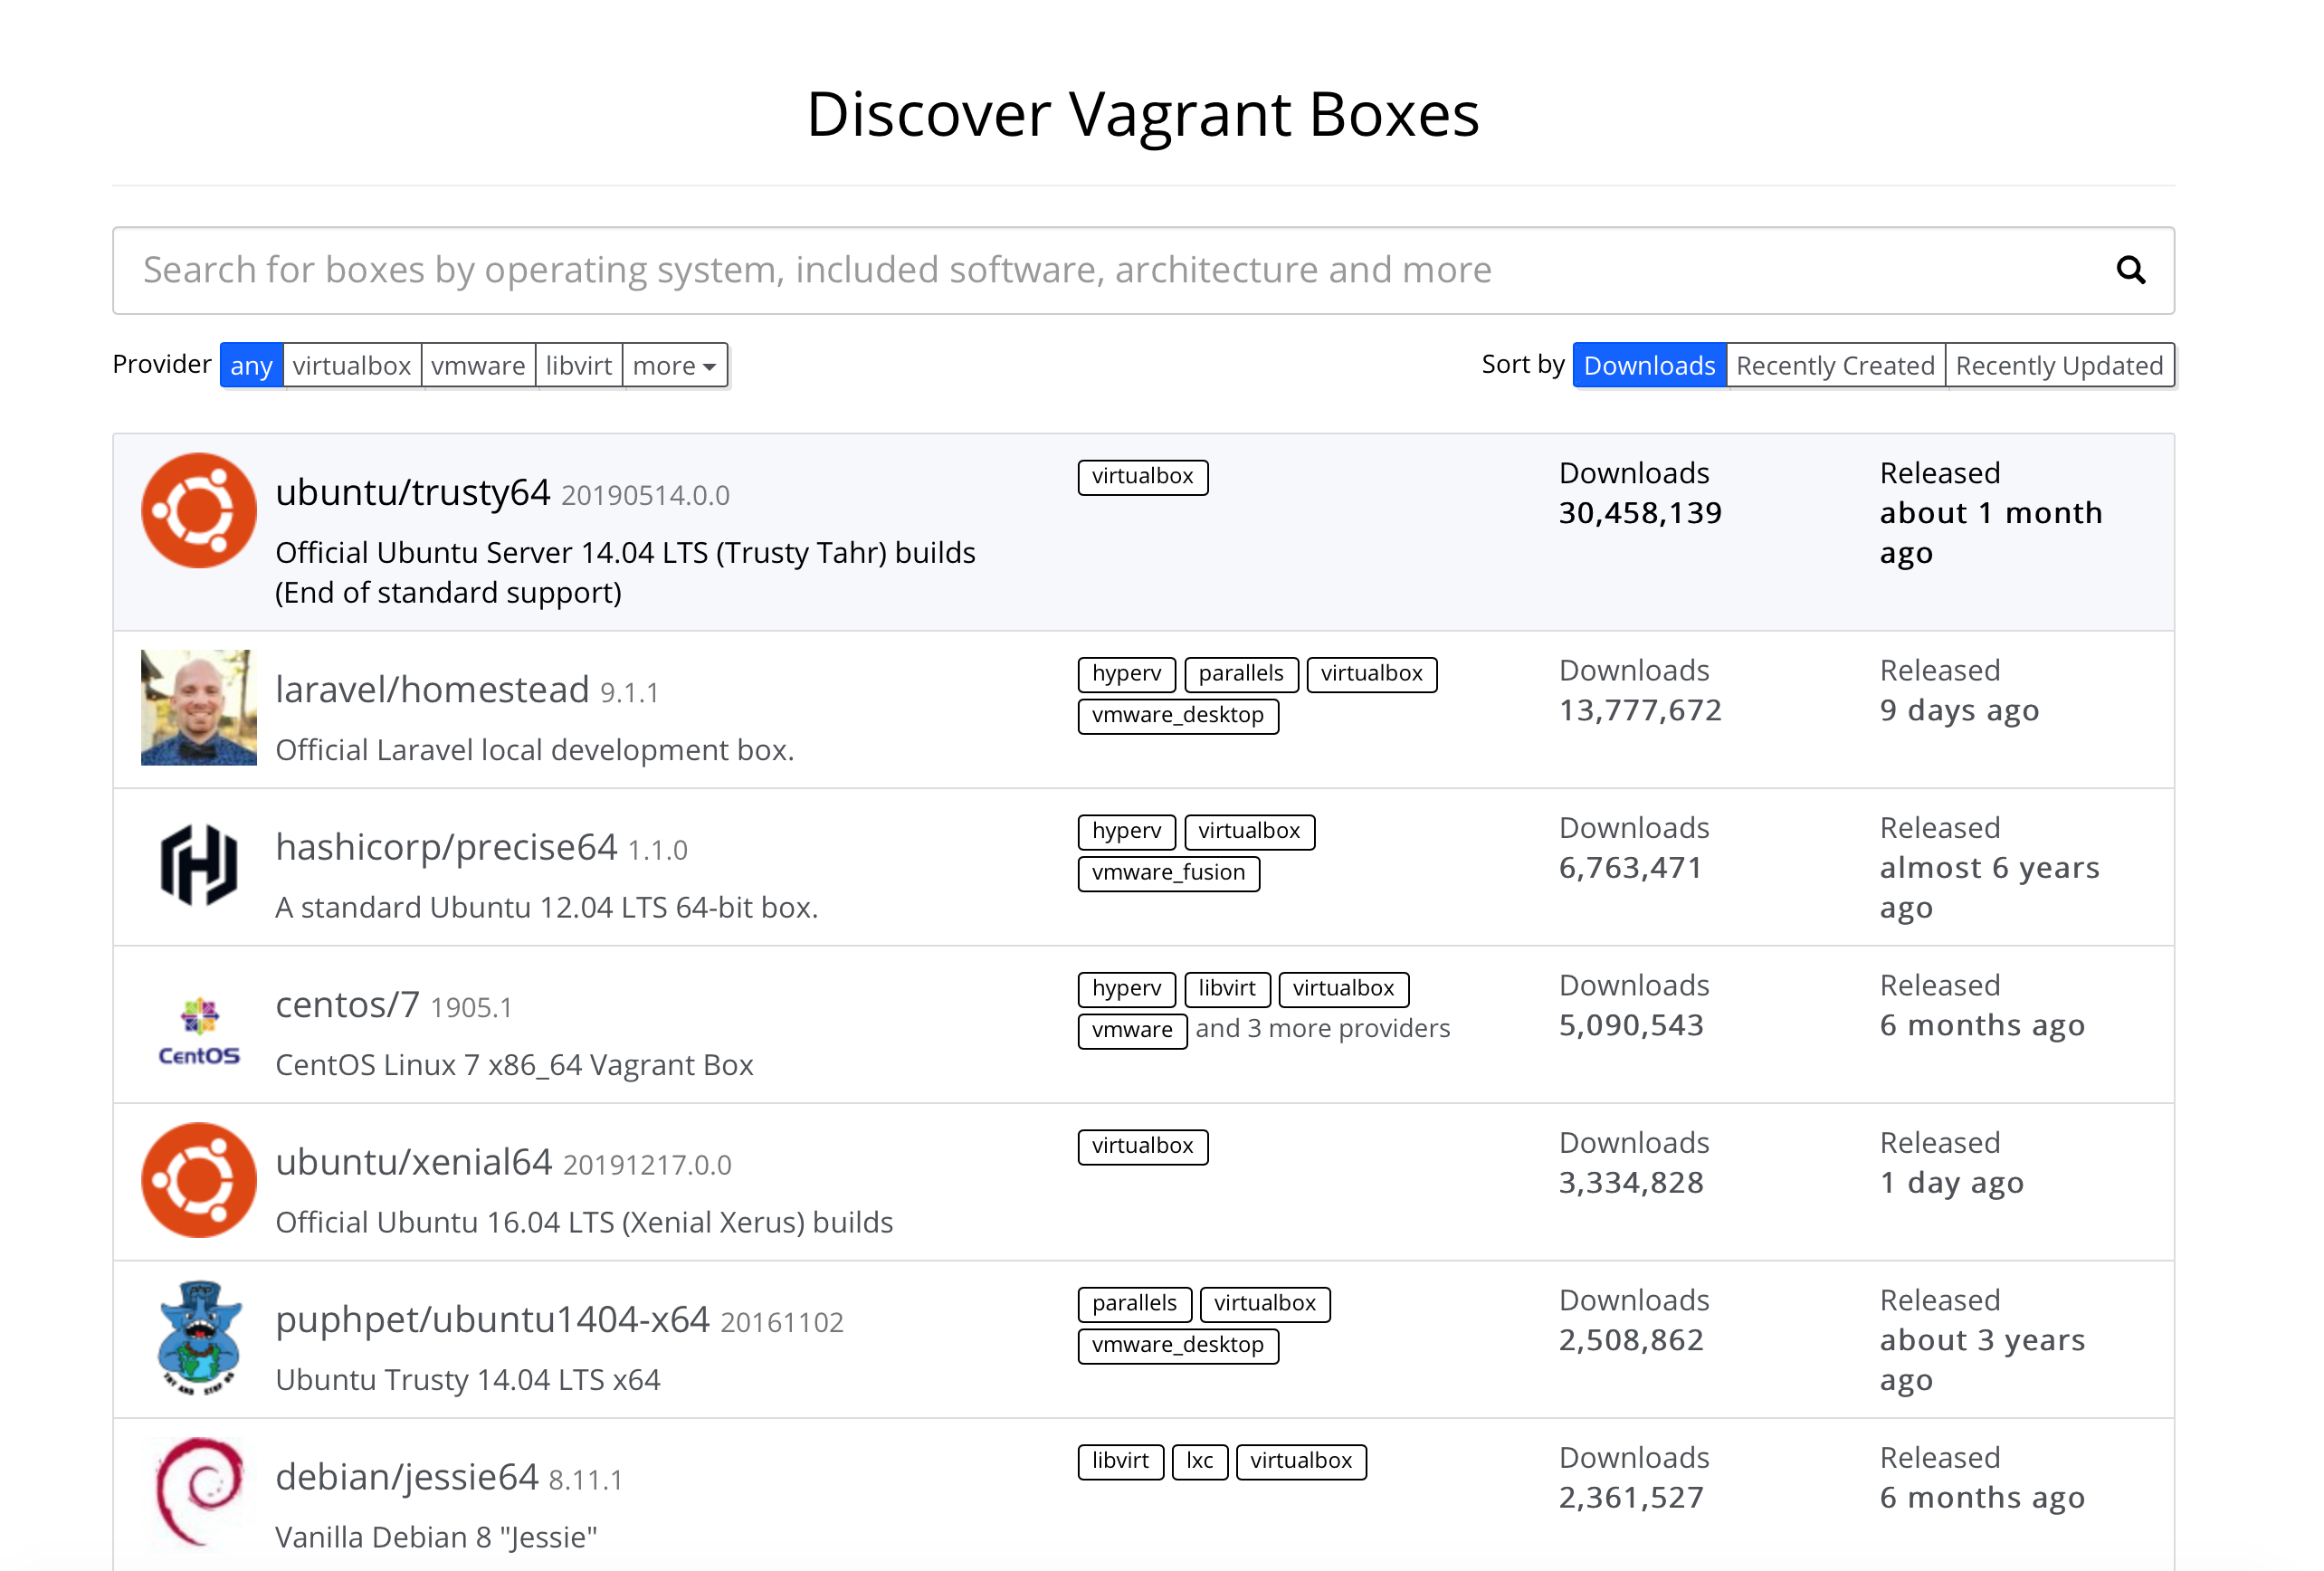 Discover Vagrant Boxes
Search for boxes by operating system, included software, architecture and more
Provider any virtualbox vmware libvirt more Sort by Downloads Recently Created Recently Updated
ubuntu/trusty64 20190514.0.0
Official Ubuntu Server 14.04 LTS (Trusty Tahr) builds
(End of standard support)
virtualbox
Downloads
30,458,139
Released
about 1 month
ago
laravel/homestead 9.1.1
Official Laravel local development box.
hyperv parallels virtualbox
vmware_desktop
Downloads
13,777,672
Released
9 days ago
hashicorp/precise64 1.1.0
A standard Ubuntu 12.04 LTS 64-bit box.
hyperv virtualbox
vmware_fusion
Downloads
6,763,471
Released
almost 6 years
ago
CentOS
centos/7 1905.1
CentOS Linux 7 x86_64 Vagrant Box
hyperv libvirt virtualbox
vmware and 3 more providers
Downloads
5,090,543
Released
6 months ago
ubuntu/xenial64 20191217.0.0
Official Ubuntu 16.04 LTS (Xenial Xerus) builds
virtualbox
Downloads
3,334,828
Released
1 day ago
puphpet/ubuntu1404-x64 20161102
Ubuntu Trusty 14.04 LTS x64
parallels virtualbox
vmware_desktop
Downloads
2,508,862
Released
about 3 years
ago
debian/jessie64 8.11.1
Vanilla Debian 8 "Jessie"
libvirt lxc virtualbox
Downloads
2,361,527
Released
6 months ago